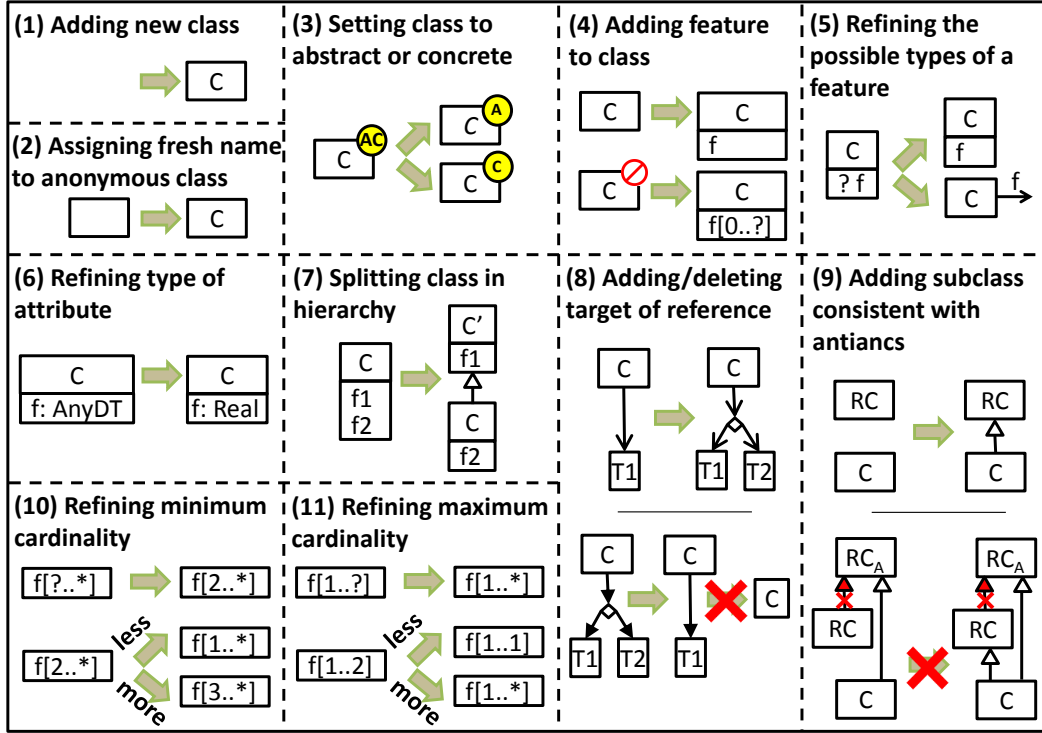 (1) Adding new class
C
(2) Assigning fresh name
to anonymous class
C
(3) Setting class to
abstract or concrete
AC
C
A
C
C
C
(4) Adding feature
to class
C
C
f
C
C
f[0..?]
(5) Refining the
possible types of a
feature
C
? f
C
f
C
f
(6) Refining type of
attribute
C
f: AnyDT
C
f: Real
(7) Splitting class in
hierarchy
C
f1
f2
C’
f1
C
f2
(8) Adding/deleting
target of reference
C
T1
C
T1
T2
C
T1
T2
C
T1
C
(9) Adding subclass
consistent with
antiancs
RC
C
RC
C
RCA
RC
C
RCA
RC
C
(10) Refining minimum
cardinality
f[?..*]
f[2..*]
f[2..*]
less
more
f[1..*]
f[3..*]
(11) Refining maximum
cardinality
f[1..?]
f[1..*]
f[1..2]
less
more
f[1..1]
f[1..*]